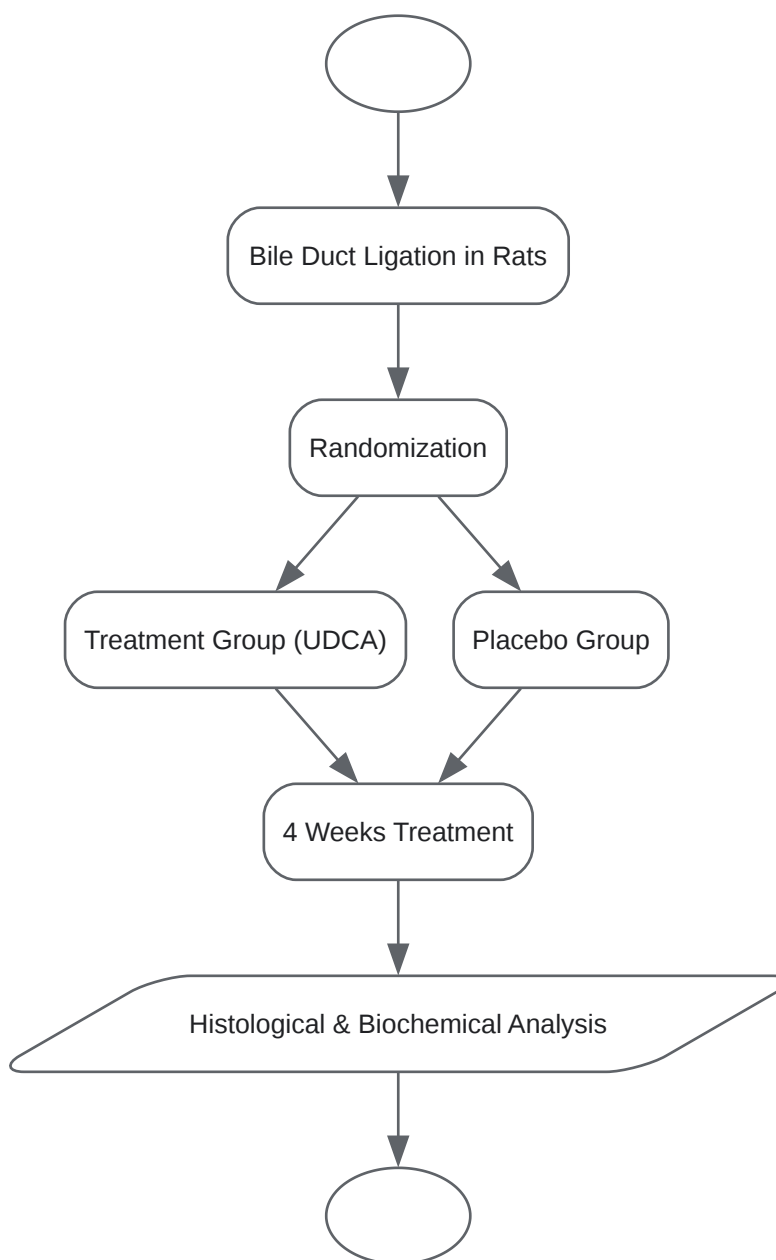 Bile Duct Ligation in Rats
Randomization
Treatment Group (UDCA)
Placebo Group
4 Weeks Treatment
Histological & Biochemical Analysis